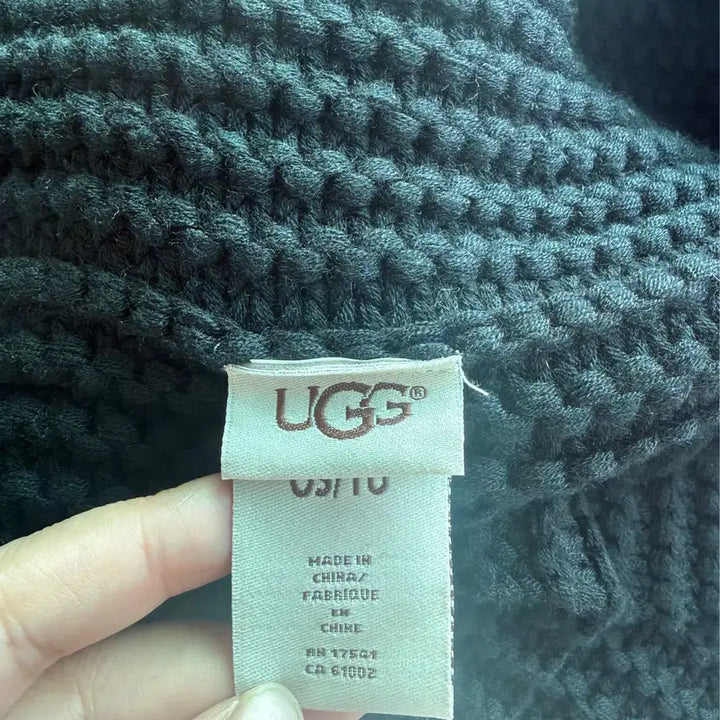 UGG®
MADE IN
CHINA/
FABRIQUE
EN
CHINE
RN 17541
CA 61002